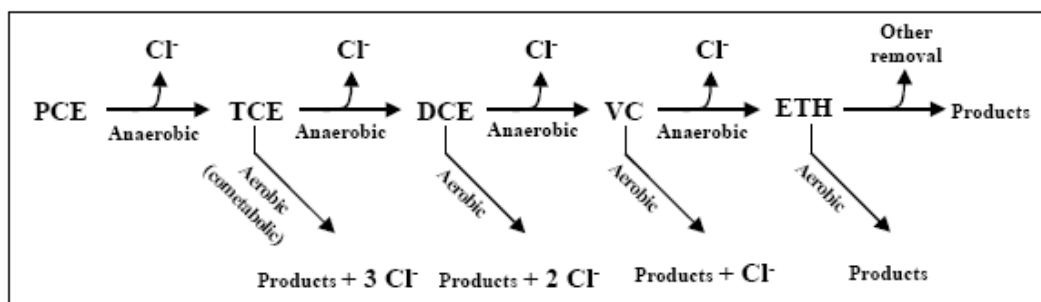 Cl⁻ Cl⁻ Cl⁻ Cl⁻ Other
removal
PCE TCE DCE VC ETH Products
Anaerobic Anaerobic Anaerobic Anaerobic
Aerobic
(cometabolic)
Aerobic
Aerobic
Aerobic
Products + 3 Cl⁻ Products + 2 Cl⁻ Products + Cl⁻ Products